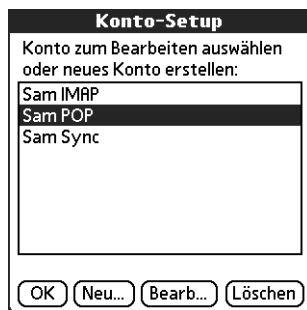 Konto-Setup
Konto zum Bearbeiten auswählen
oder neues Konto erstellen:
Sam IMAP
Sam POP
Sam Sync
OK Neu... Bearb... Löschen